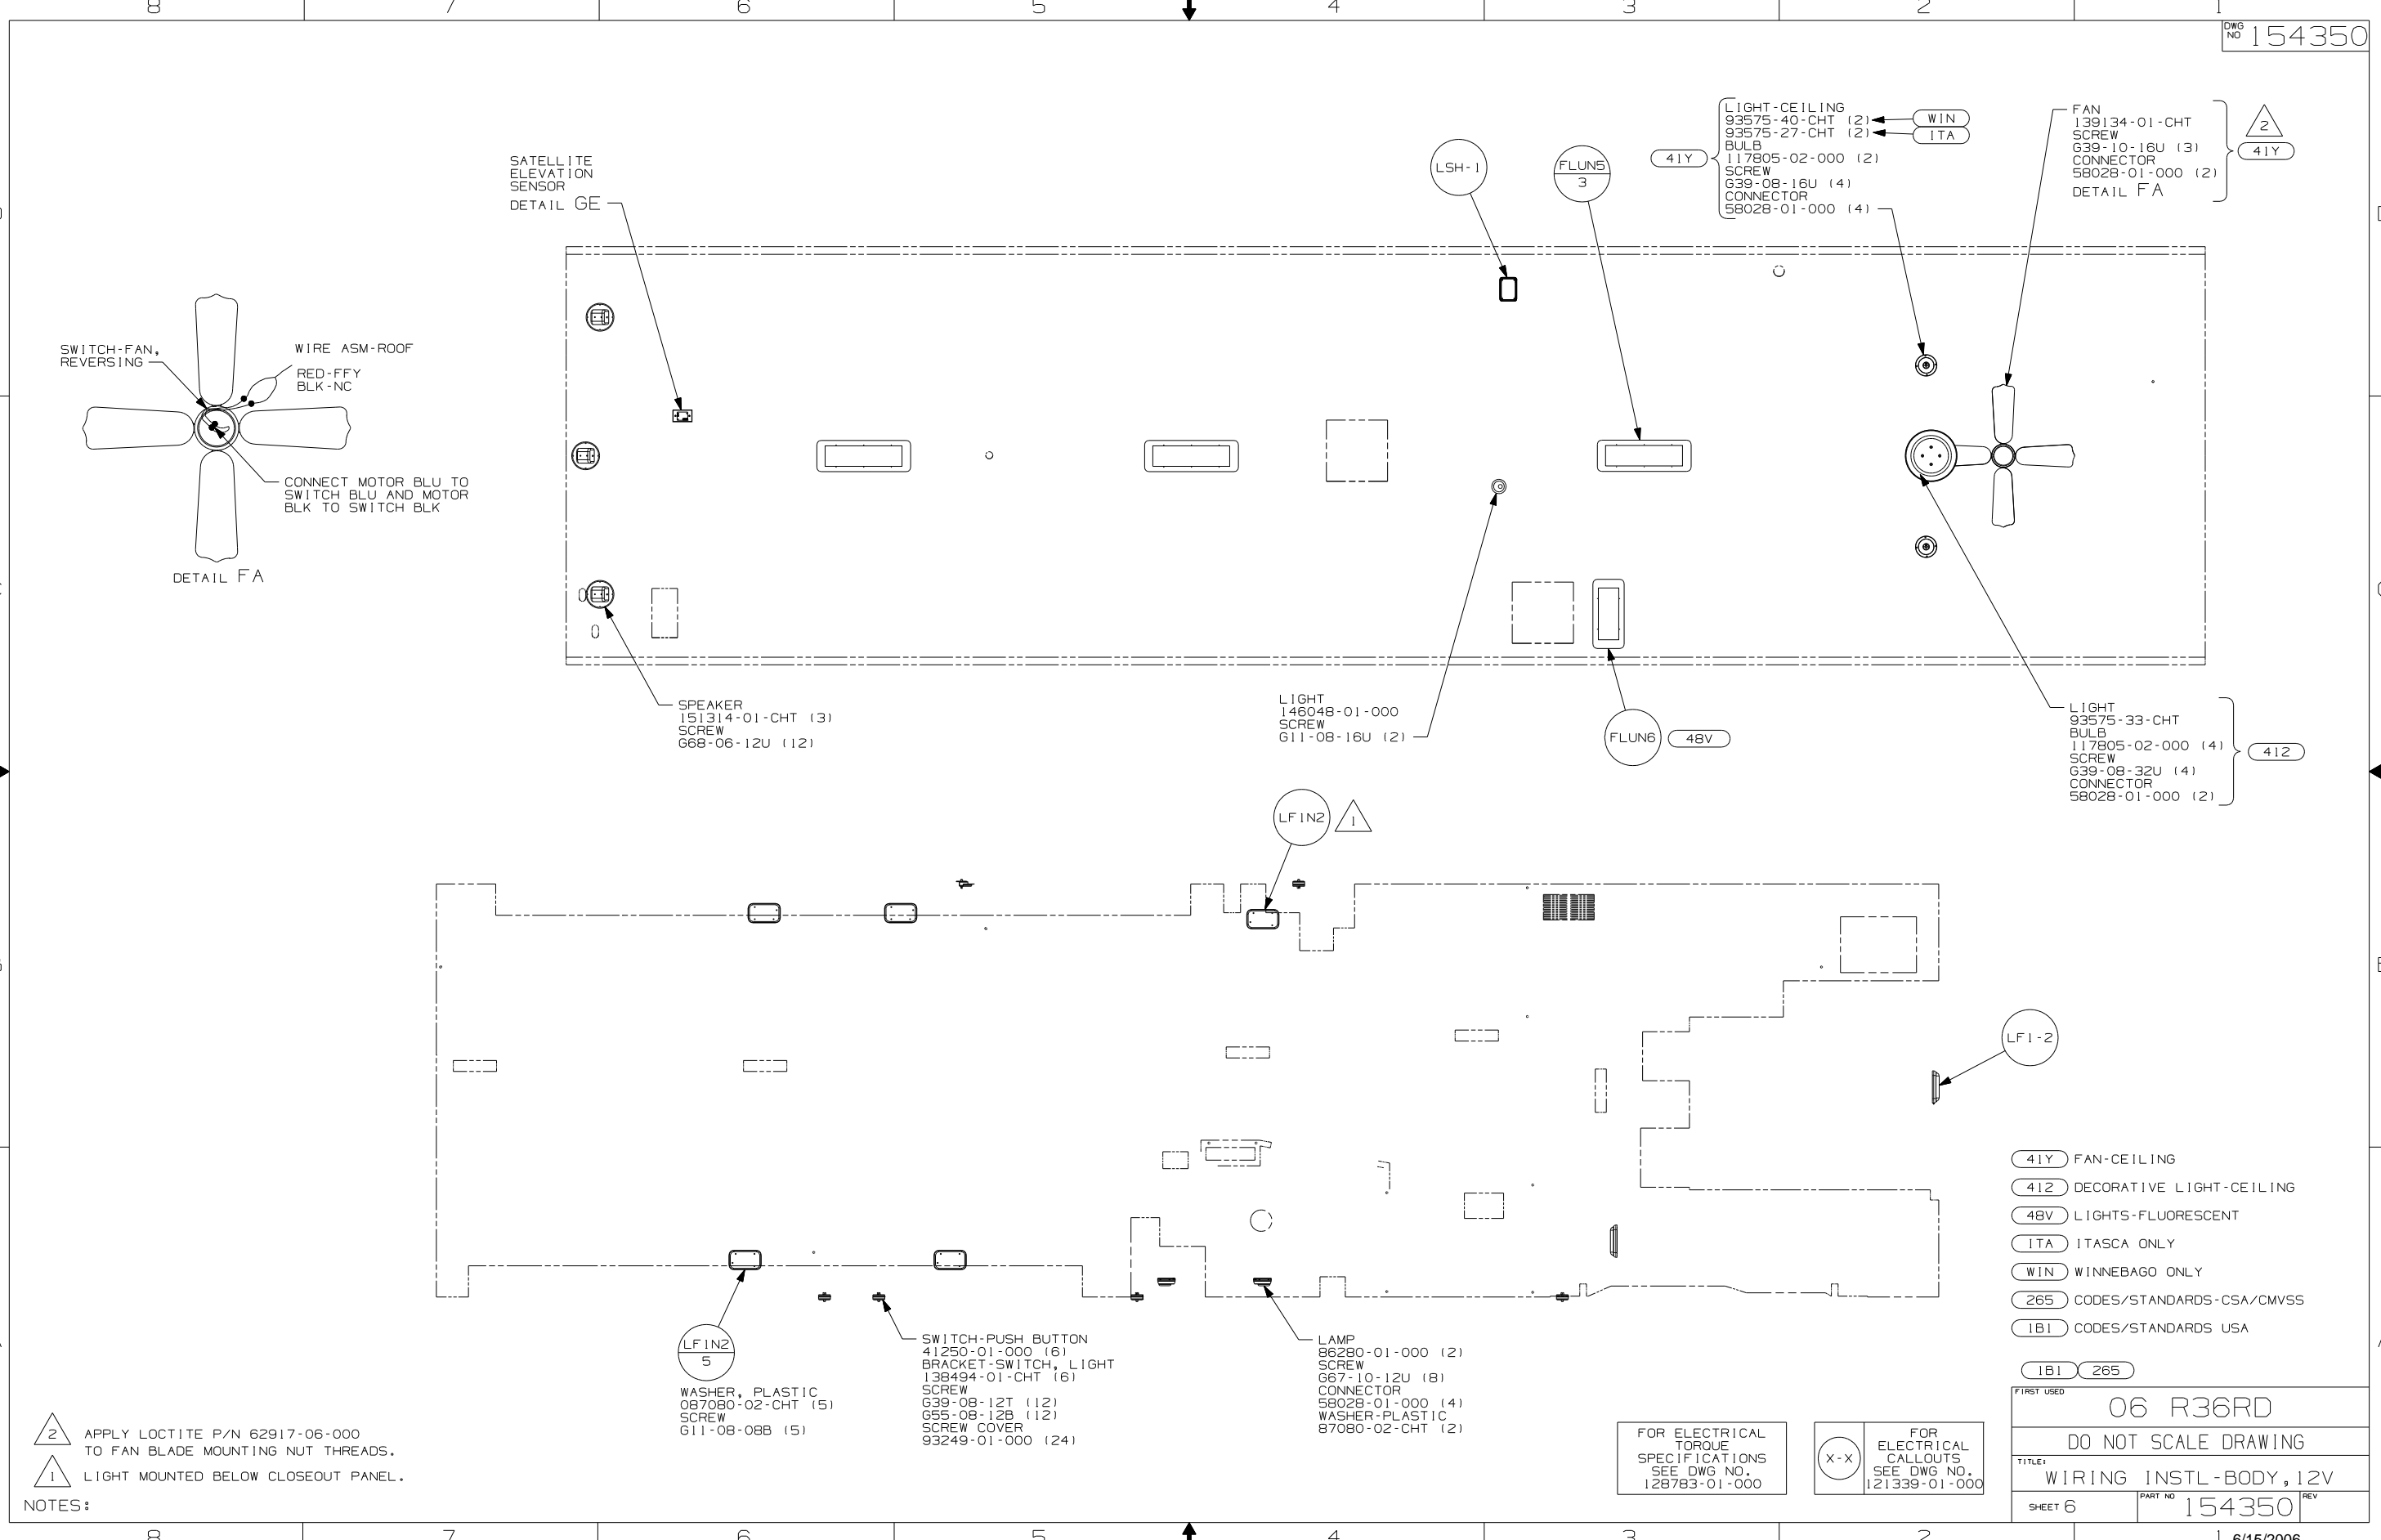 8 7 6 5 4 3 2 1
DWG NO 154350
SATELLITE
ELEVATION
SENSOR
DETAIL GE
LSH-1
FLUN5
3
41Y
LIGHT-CEILING
93575-40-CHT (2)
93575-27-CHT (2)
BULB
117805-02-000 (2)
SCREW
G39-08-16U (4)
CONNECTOR
58028-01-000 (4)
WIN
ITA
FAN
139134-01-CHT
SCREW
G39-10-16U (3)
CONNECTOR
58028-01-000 (2)
DETAIL FA
2
41Y
SWITCH-FAN,
REVERSING
WIRE ASM-ROOF
RED-FFY
BLK-NC
CONNECT MOTOR BLU TO
SWITCH BLU AND MOTOR
BLK TO SWITCH BLK
DETAIL FA
SPEAKER
151314-01-CHT (3)
SCREW
G68-06-12U (12)
LIGHT
146048-01-000
SCREW
G11-08-16U (2)
FLUN6
48V
LIGHT
93575-33-CHT
BULB
117805-02-000 (4)
SCREW
G39-08-32U (4)
CONNECTOR
58028-01-000 (2)
412
LFIN2
1
LF1-2
LFIN2
5
WASHER, PLASTIC
087080-02-CHT (5)
SCREW
G11-08-08B (5)
SWITCH-PUSH BUTTON
41250-01-000 (6)
BRACKET-SWITCH, LIGHT
138494-01-CHT (6)
SCREW
G39-08-12T (12)
G55-08-12B (12)
SCREW COVER
93249-01-000 (24)
LAMP
86280-01-000 (2)
SCREW
G67-10-12U (8)
CONNECTOR
58028-01-000 (4)
WASHER-PLASTIC
87080-02-CHT (2)
41Y FAN-CEILING
412 DECORATIVE LIGHT-CEILING
48V LIGHTS-FLUORESCENT
ITA ITASCA ONLY
WIN WINNEBAGO ONLY
265 CODES/STANDARDS-CSA/CMVSS
1B1 CODES/STANDARDS USA
1B1 265
2 APPLY LOCTITE P/N 62917-06-000
TO FAN BLADE MOUNTING NUT THREADS.
1 LIGHT MOUNTED BELOW CLOSEOUT PANEL.
NOTES:
FOR ELECTRICAL
TORQUE
SPECIFICATIONS
SEE DWG NO.
128783-01-000
X-X
FOR
ELECTRICAL
CALLOUTS
SEE DWG NO.
121339-01-000
FIRST USED
06 R36RD
DO NOT SCALE DRAWING
TITLE:
WIRING INSTL-BODY, 12V
SHEET 6
PART NO 154350
REV
8 7 6 5 4 3 2 1
6/15/2006